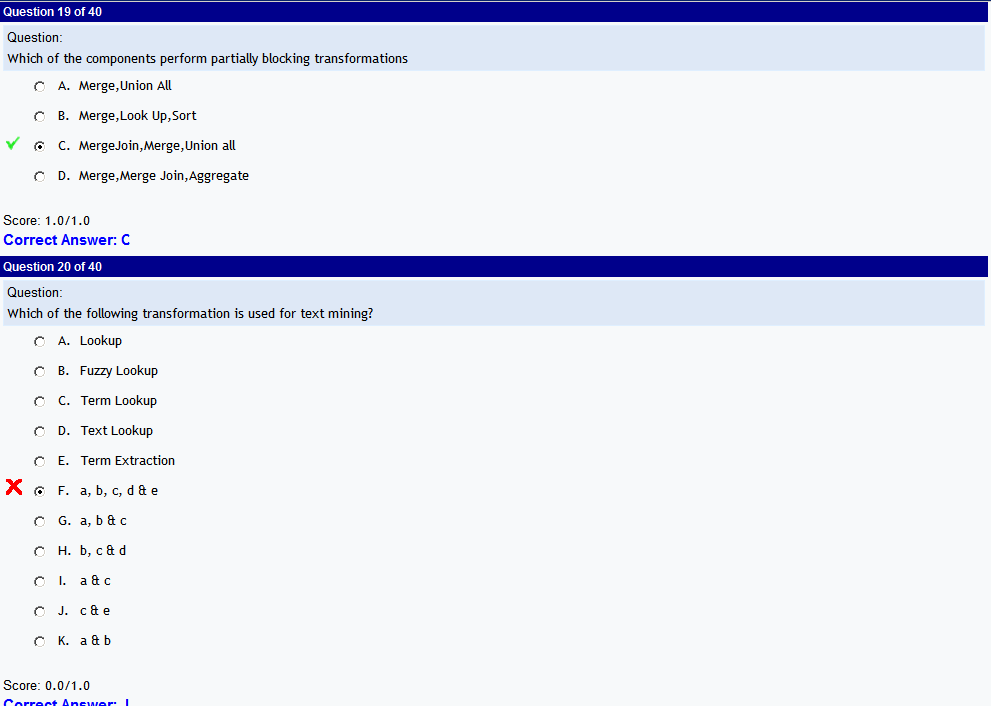 Question 19 of 40
Question:
Which of the components perform partially blocking transformations
A. Merge,Union All
B. Merge,Look Up,Sort
C. MergeJoin,Merge,Union all
D. Merge,Merge Join,Aggregate
Score: 1.0/1.0
Correct Answer: C
Question 20 of 40
Question:
Which of the following transformation is used for text mining?
A. Lookup
B. Fuzzy Lookup
C. Term Lookup
D. Text Lookup
E. Term Extraction
F. a, b, c, d & e
G. a, b & c
H. b, c & d
I. a & c
J. c & e
K. a & b
Score: 0.0/1.0
Correct Answer: